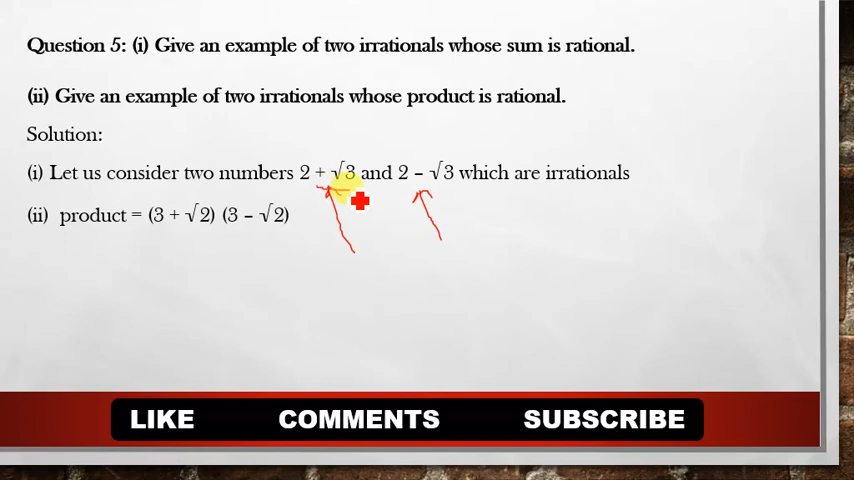 Question 5: (i) Give an example of two irrationals whose sum is rational.
(ii) Give an example of two irrationals whose product is rational.
Solution:
(i) Let us consider two numbers 2 + √3 and 2 – √3 which are irrationals
(ii) product = (3 + √2) (3 – √2)
LIKE COMMENTS SUBSCRIBE